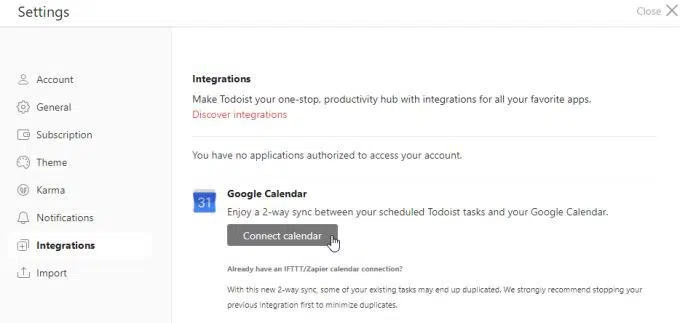 Settings
Close
Account
General
Subscription
Theme
Karma
Notifications
Integrations
Import
Integrations
Make Todoist your one-stop, productivity hub with integrations for all your favorite apps.
Discover integrations
You have no applications authorized to access your account.
31
Google Calendar
Enjoy a 2-way sync between your scheduled Todoist tasks and your Google Calendar.
Connect calendar
Already have an IFTTT/Zapier calendar connection?
With this new 2-way sync, some of your existing tasks may end up duplicated. We strongly recommend stopping your
previous integration first to minimize duplicates.